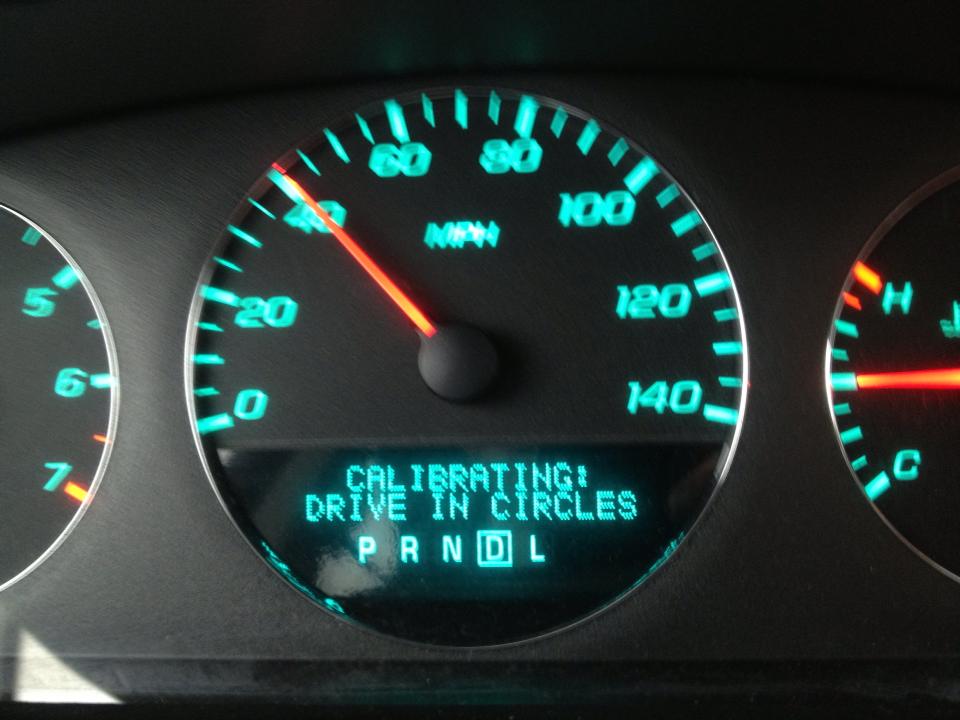 5
6
7
0
20
40
60
80
100
120
140
MPH
CALIBRATING:
DRIVE IN CIRCLES
P R N D L
H
C